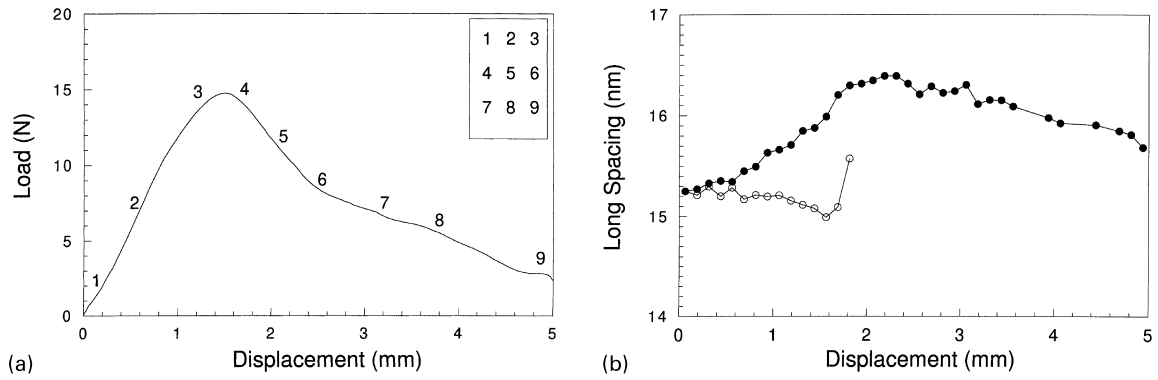 20
15
10
5
0
Load (N)
1
2
3
4
5
6
7
8
9
1 2 3
4 5 6
7 8 9
0 1 2 3 4 5
Displacement (mm)
(a)
17
16
15
14
Long Spacing (nm)
0 1 2 3 4 5
Displacement (mm)
(b)